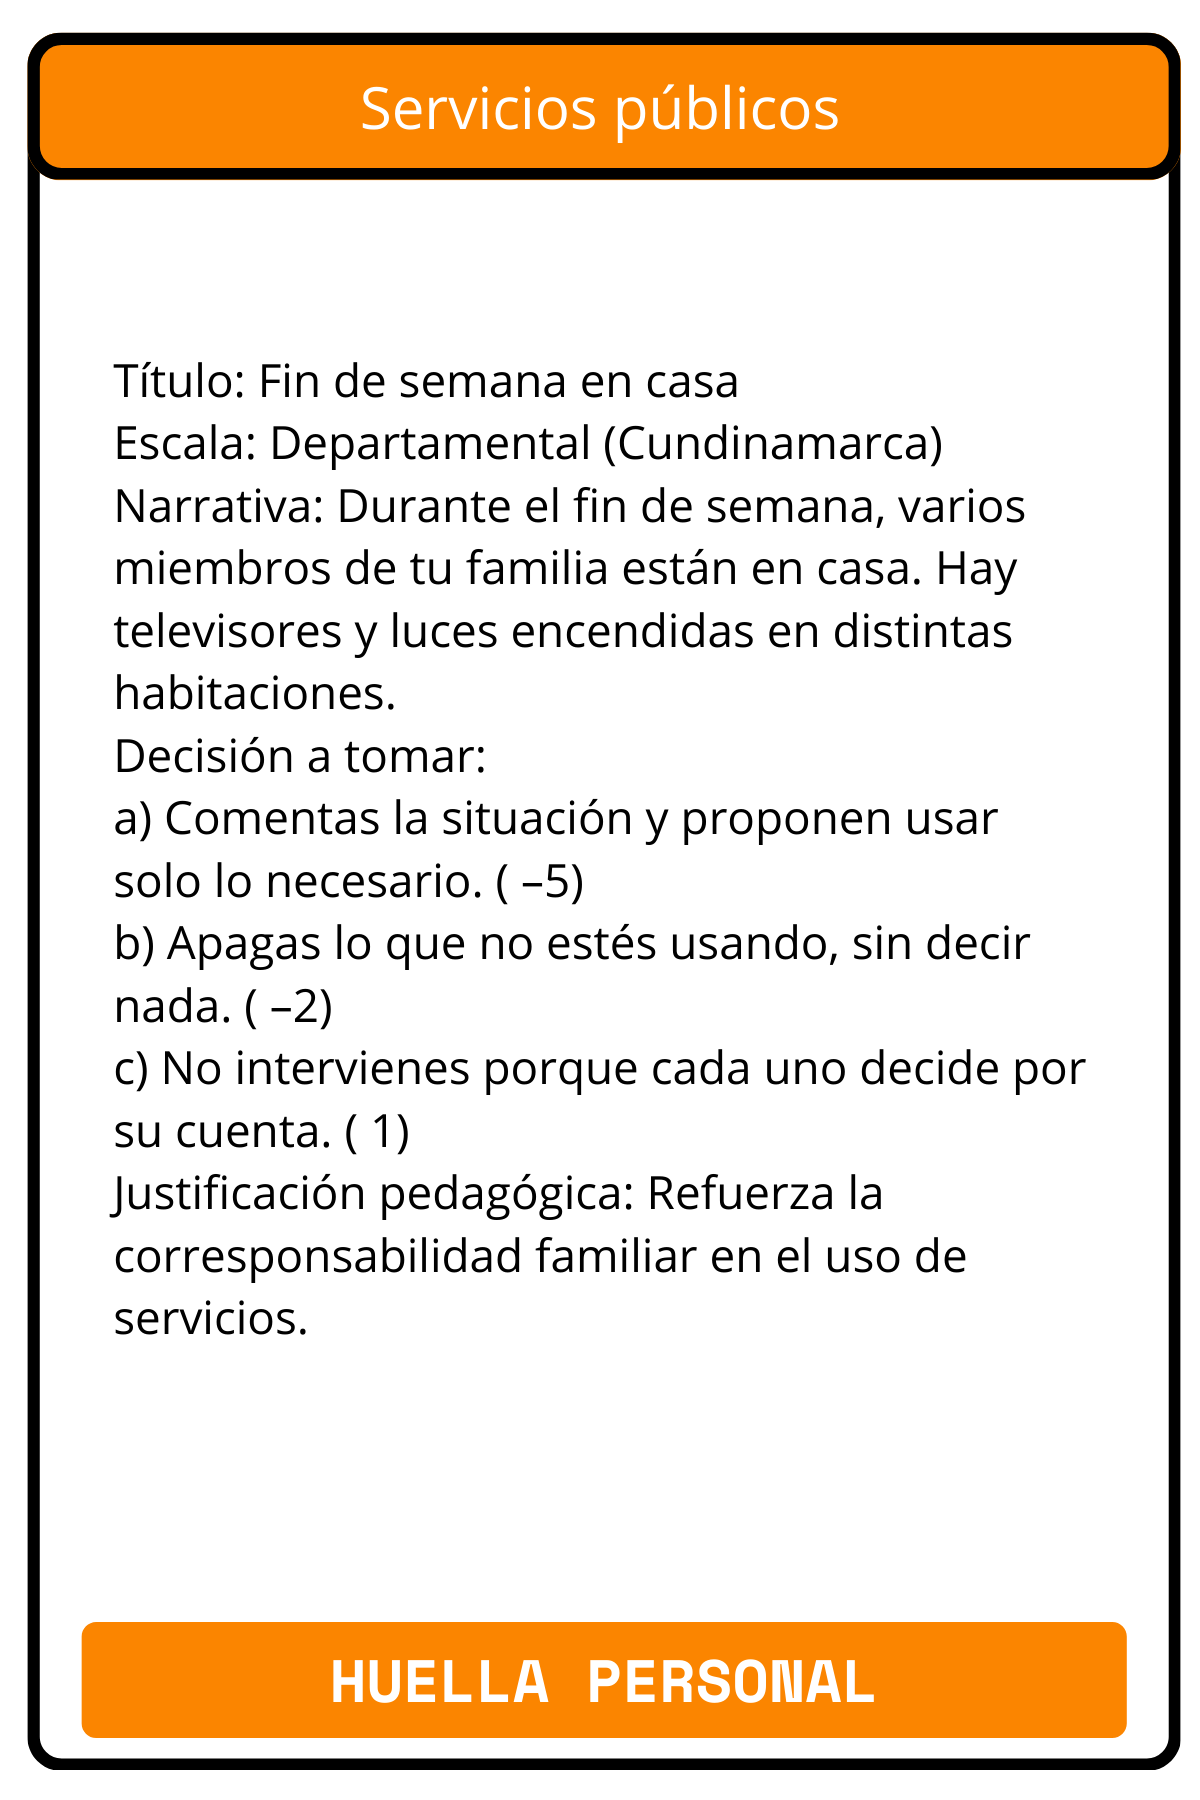 Servicios públicos
Título: Fin de semana en casa
Escala: Departamental (Cundinamarca)
Narrativa: Durante el fin de semana, varios
miembros de tu familia están en casa. Hay
televisores y luces encendidas en distintas
habitaciones.
Decisión a tomar:
a) Comentas la situación y proponen usar
solo lo necesario. ( –5)
b) Apagas lo que no estés usando, sin decir
nada. ( –2)
c) No intervienes porque cada uno decide por
su cuenta. ( 1)
Justificación pedagógica: Refuerza la
corresponsabilidad familiar en el uso de
servicios.
HUELLA PERSONAL